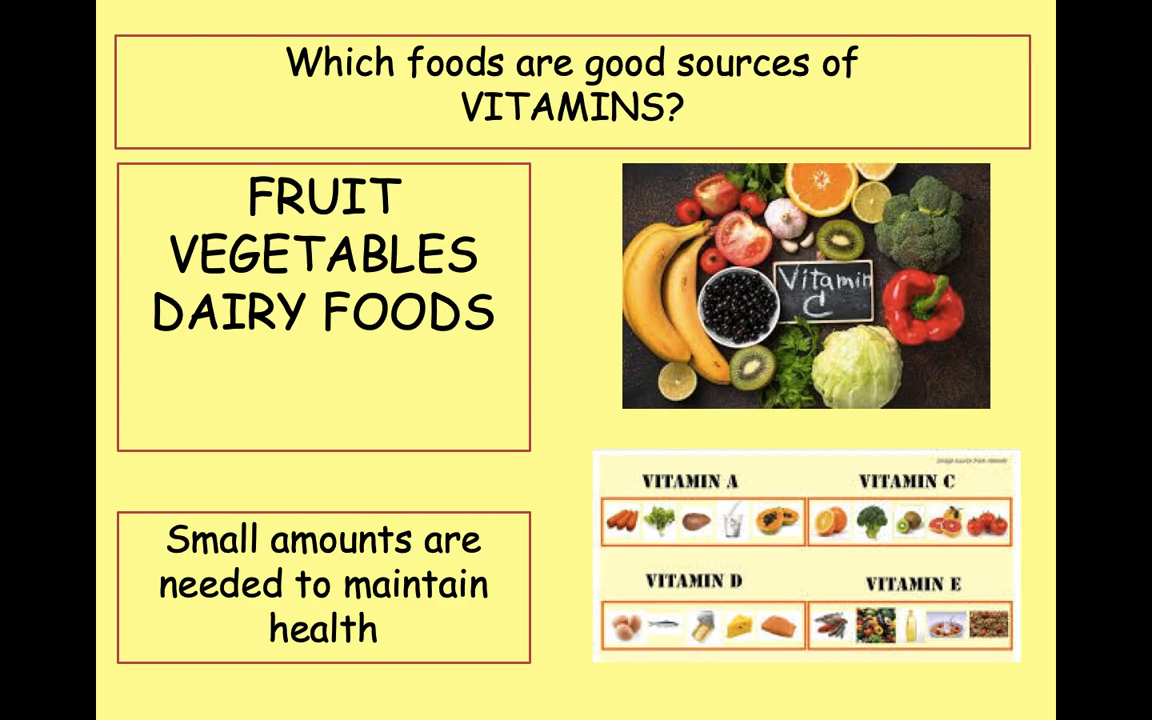 Which foods are good sources of
VITAMINS?
FRUIT
VEGETABLES
DAIRY FOODS
Vitamin
C
Small amounts are
needed to maintain
health
VITAMIN A
VITAMIN C
VITAMIN D
VITAMIN E